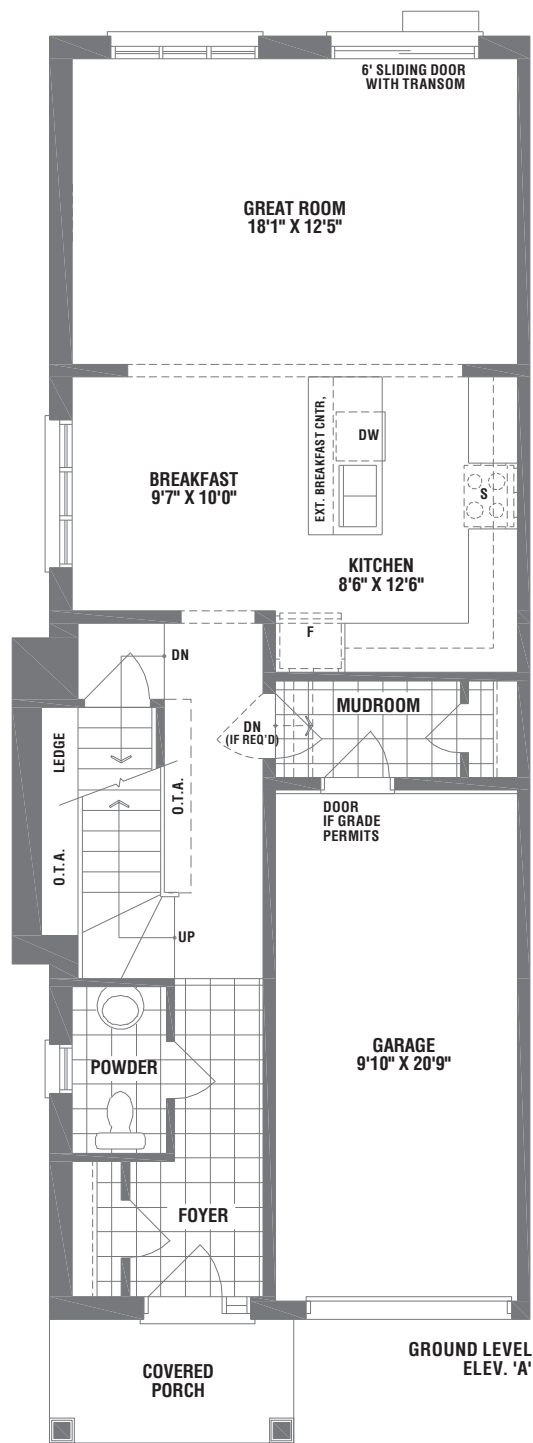 6' SLIDING DOOR
WITH TRANSOM
GREAT ROOM
18'1" X 12'5"
EXT. BREAKFAST CNTR,
DW
BREAKFAST
9'7" X 10'0"
S
KITCHEN
8'6" X 12'6"
F
DN
MUDROOM
DN
(IF REQ'D)
LEDGE
O.T.A.
O.T.A.
DOOR
IF GRADE
PERMITS
UP
GARAGE
9'10" X 20'9"
POWDER
FOYER
GROUND LEVEL
ELEV. 'A'
COVERED
PORCH